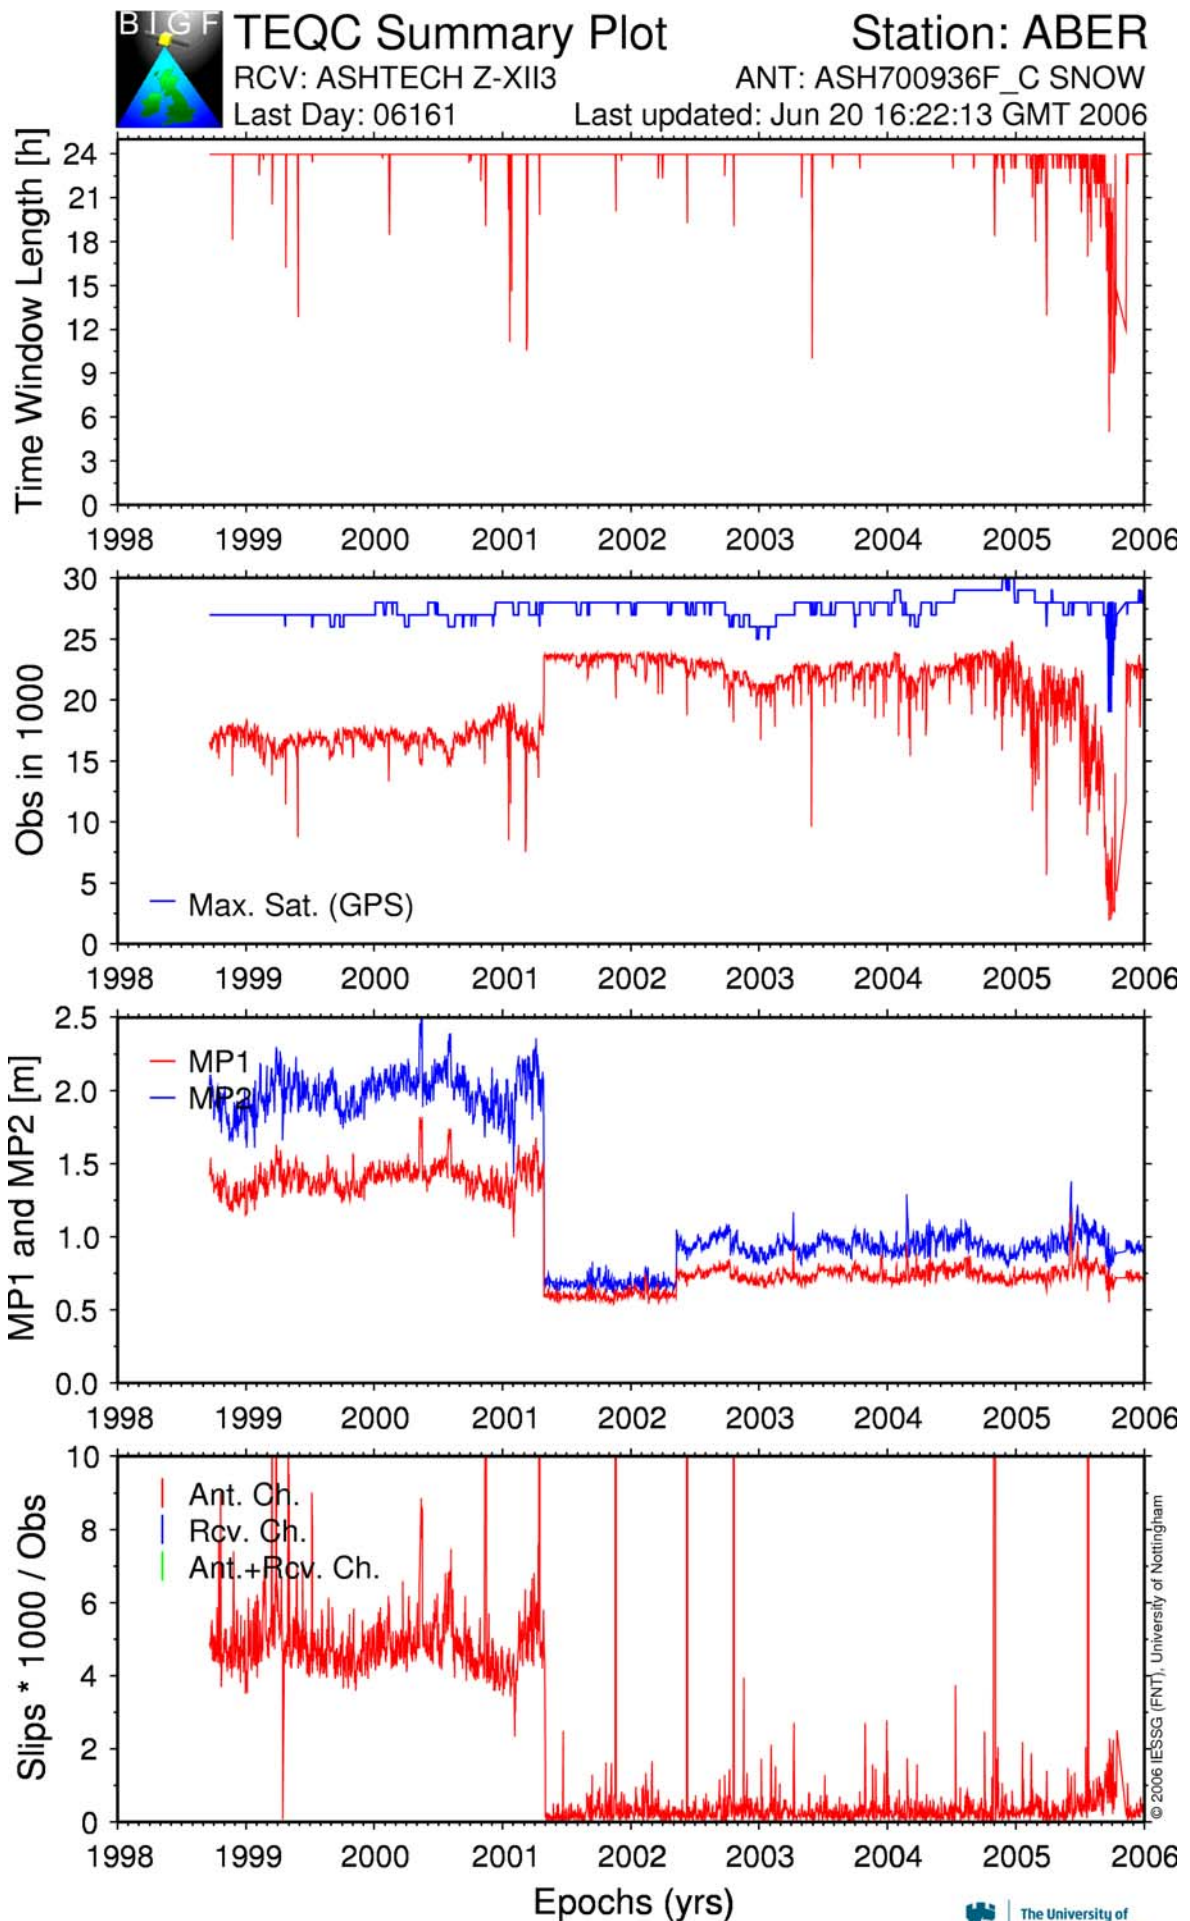 BIGF
TEQC Summary Plot
Station: ABER
RCV: ASHTECH Z-XII3
ANT: ASH700936F_C SNOW
Last Day: 06161
Last updated: Jun 20 16:22:13 GMT 2006
Time Window Length [h]
24
21
18
15
12
9
6
3
0
1998 1999 2000 2001 2002 2003 2004 2005 2006
Obs in 1000
30
25
20
15
10
5
0
Max. Sat. (GPS)
1998 1999 2000 2001 2002 2003 2004 2005 2006
MP1 and MP2 [m]
2.5
2.0
1.5
1.0
0.5
0.0
MP1
MP2
1998 1999 2000 2001 2002 2003 2004 2005 2006
Slips * 1000 / Obs
10
8
6
4
2
0
Ant. Ch.
Rcv. Ch.
Ant.+Rcv. Ch.
© 2006 IESSG (FNT), University of Nottingham
1998 1999 2000 2001 2002 2003 2004 2005 2006
Epochs (yrs)
The University of